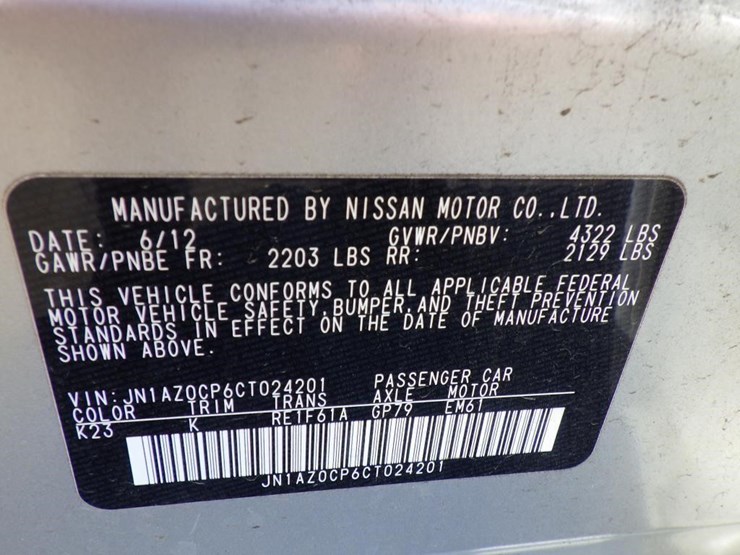 MANUFACTURED BY NISSAN MOTOR CO.,LTD.
DATE: 6/12 GVWR/PNBV: 4322 LBS
GAWR/PNBE FR: 2203 LBS RR: 2129 LBS
THIS VEHICLE CONFORMS TO ALL APPLICABLE FEDERAL
MOTOR VEHICLE SAFETY,BUMPER,AND THEFT PREVENTION
STANDARDS IN EFFECT ON THE DATE OF MANUFACTURE
SHOWN ABOVE.
VIN: JN1AZ0CP6CT024201 PASSENGER CAR
COLOR TRIM TRANS AXLE MOTOR
K23 K RE1F61A GP79 EM61
JN1AZ0CP6CT024201